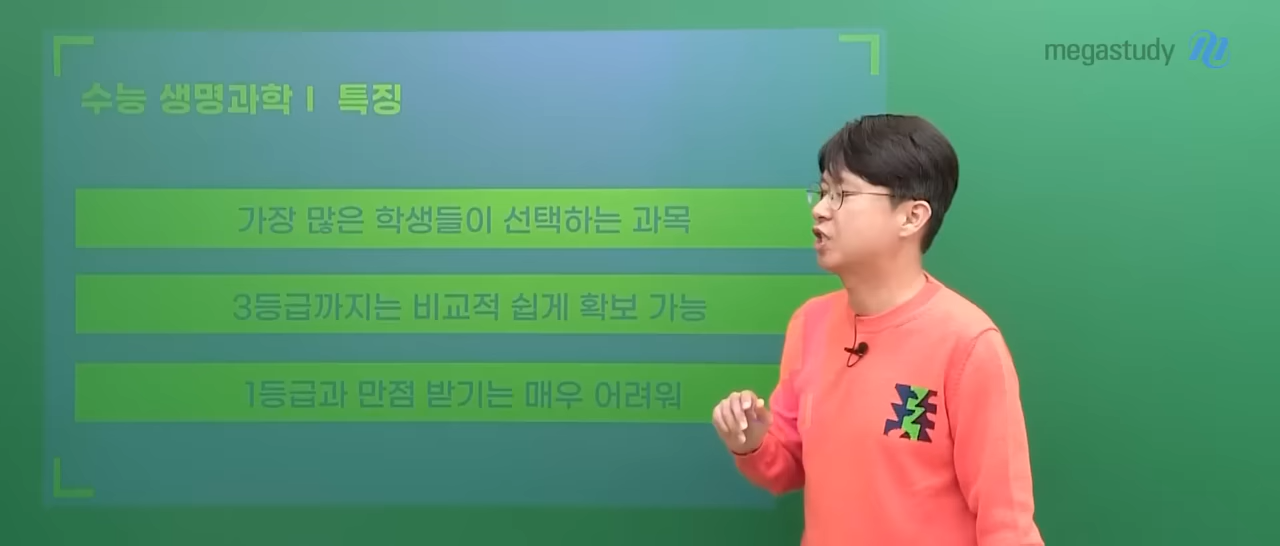 megastudy
수능 생명과학Ⅰ 특징
가장 많은 학생들이 선택하는 과목
3등급까지는 비교적 쉽게 확보 가능
1등급과 만점 받기는 매우 어려워